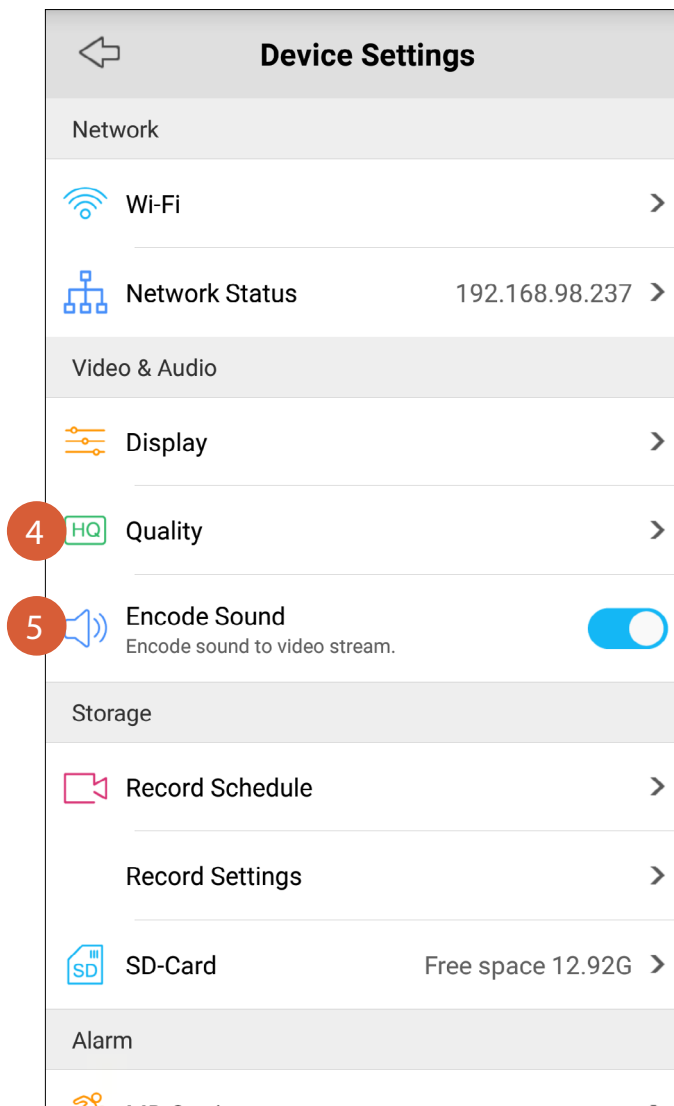 Device Settings
Network
Wi-Fi
Network Status 192.168.98.237
Video & Audio
Display
4 HQ Quality
5 Encode Sound
Encode sound to video stream.
Storage
Record Schedule
Record Settings
SD SD-Card Free space 12.92G
Alarm